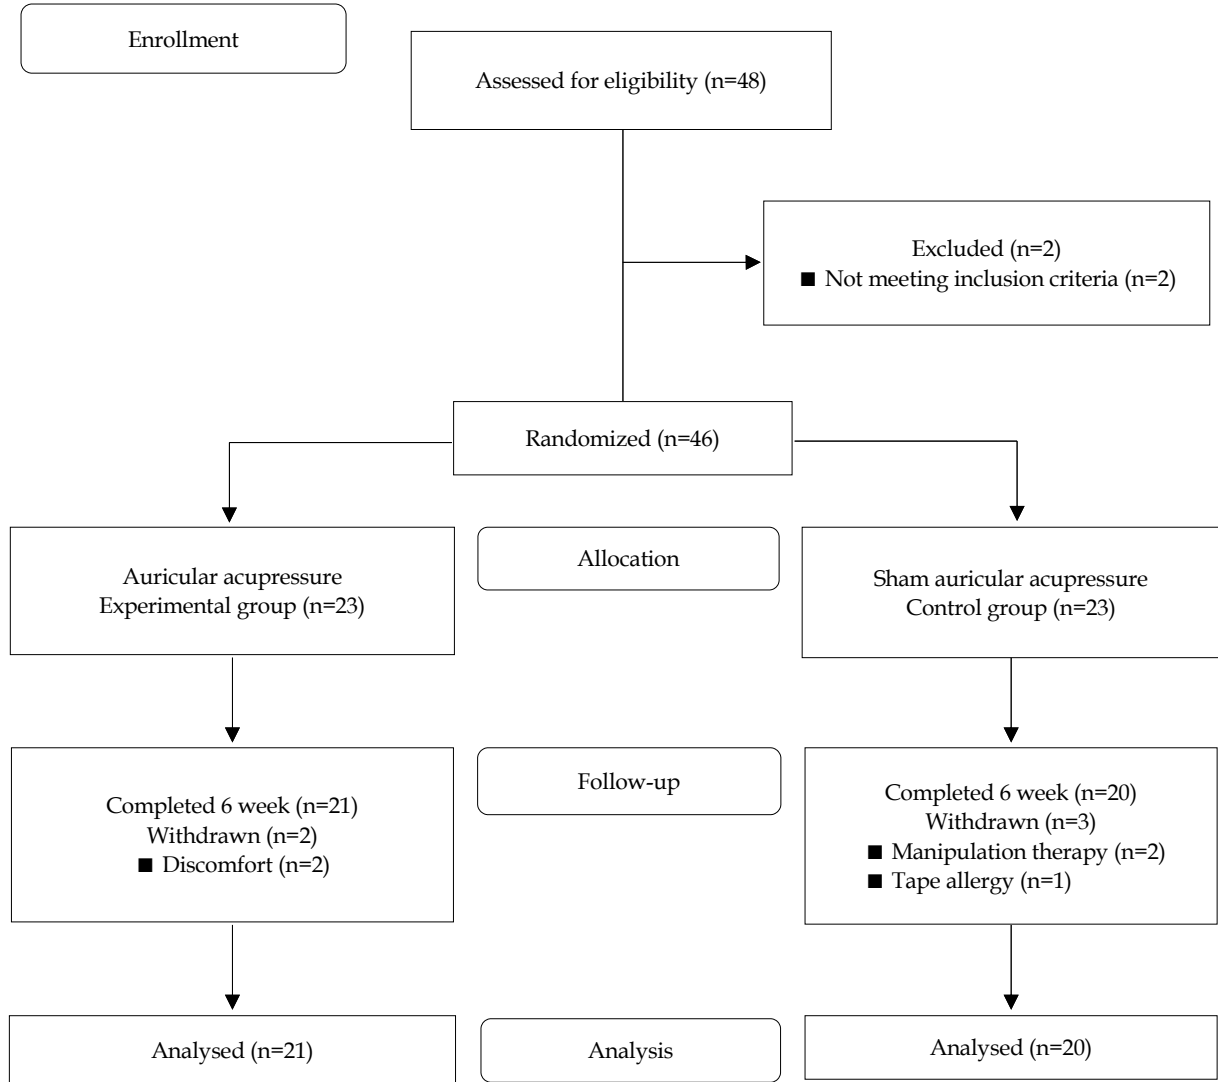 Enrollment
Assessed for eligibility (n=48)
Excluded (n=2)
■ Not meeting inclusion criteria (n=2)
Randomized (n=46)
Auricular acupressure
Experimental group (n=23)
Allocation
Sham auricular acupressure
Control group (n=23)
Completed 6 week (n=21)
Withdrawn (n=2)
■ Discomfort (n=2)
Follow-up
Completed 6 week (n=20)
Withdrawn (n=3)
■ Manipulation therapy (n=2)
■ Tape allergy (n=1)
Analysed (n=21)
Analysis
Analysed (n=20)